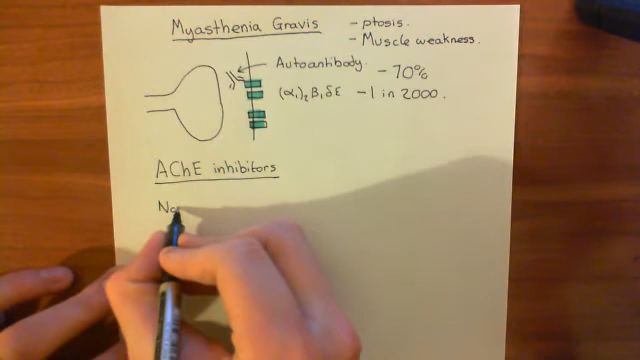 Myasthenia Gravis
- ptosis.
- Muscle weakness.
Autoantibody.
- 70%
(α₁)₂ β₁ δ ε
- 1 in 2000.
AChE inhibitors